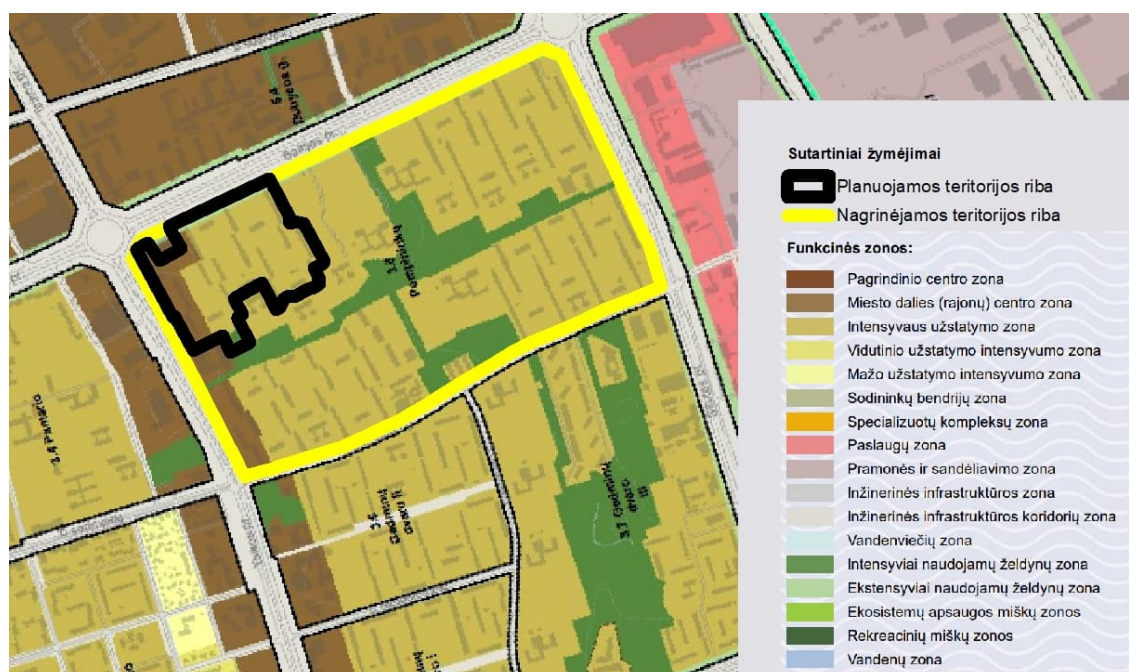 Sutartiniai žymėjimai
Planuojamos teritorijos riba
Nagrinėjamos teritorijos riba
Funkcinės zonos:
Pagrindinio centro zona
Miesto dalies (rajonų) centro zona
Intensyvaus užstatymo zona
Vidutinio užstatymo intensyvumo zona
Mažo užstatymo intensyvumo zona
Sodininkų bendrijų zona
Specializuotų kompleksų zona
Paslaugų zona
Pramonės ir sandėliavimo zona
Inžinerinės infrastruktūros zona
Inžinerinės infrastruktūros koridorių zona
Vandenviečių zona
Intensyviai naudojamų želdynų zona
Ekstensyviai naudojamų želdynų zona
Ekosistemų apsaugos miškų zonos
Rekreacinių miškų zonos
Vandenų zona